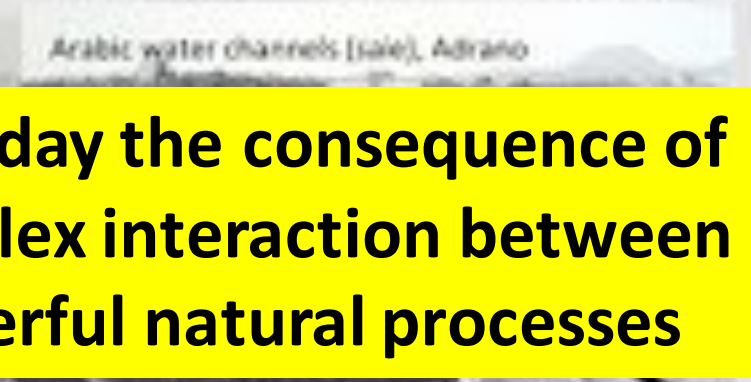 Arabic water channels (saie), Adrano
day the consequence of
lex interaction between
erful natural processes